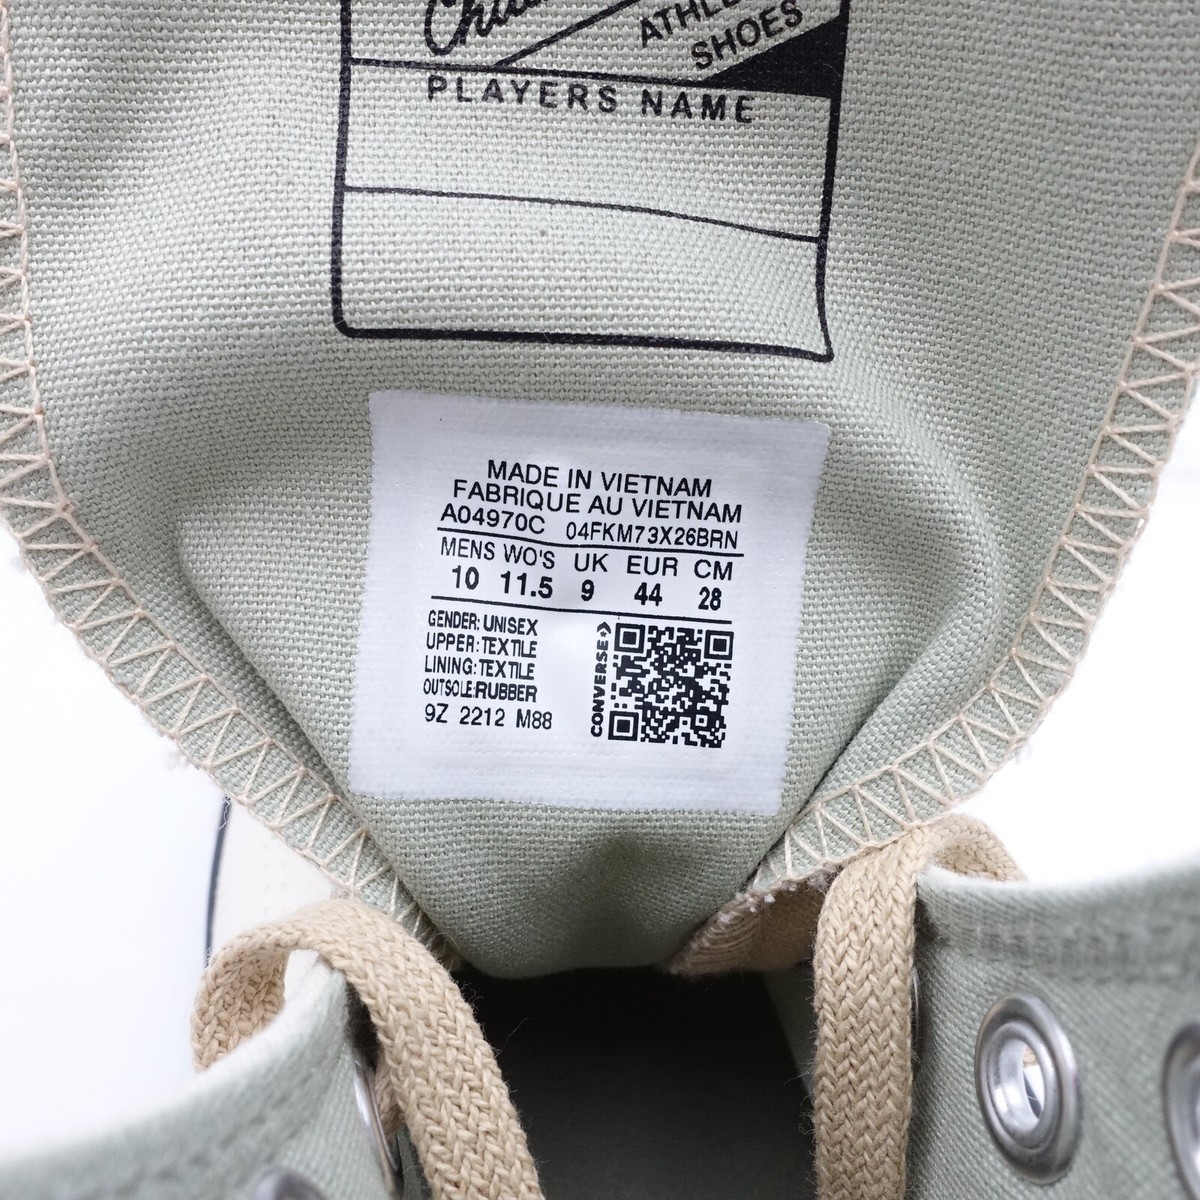 ATHLE
SHOES
PLAYERS NAME
MADE IN VIETNAM
FABRIQUE AU VIETNAM
A04970C 04FKM73X26BRN
MENS WO'S UK EUR CM
10 11.5 9 44 28
GENDER: UNISEX
UPPER: TEXTILE
LINING: TEXTILE
OUTSOLE: RUBBER
9Z 2212 M88
CONVERSE